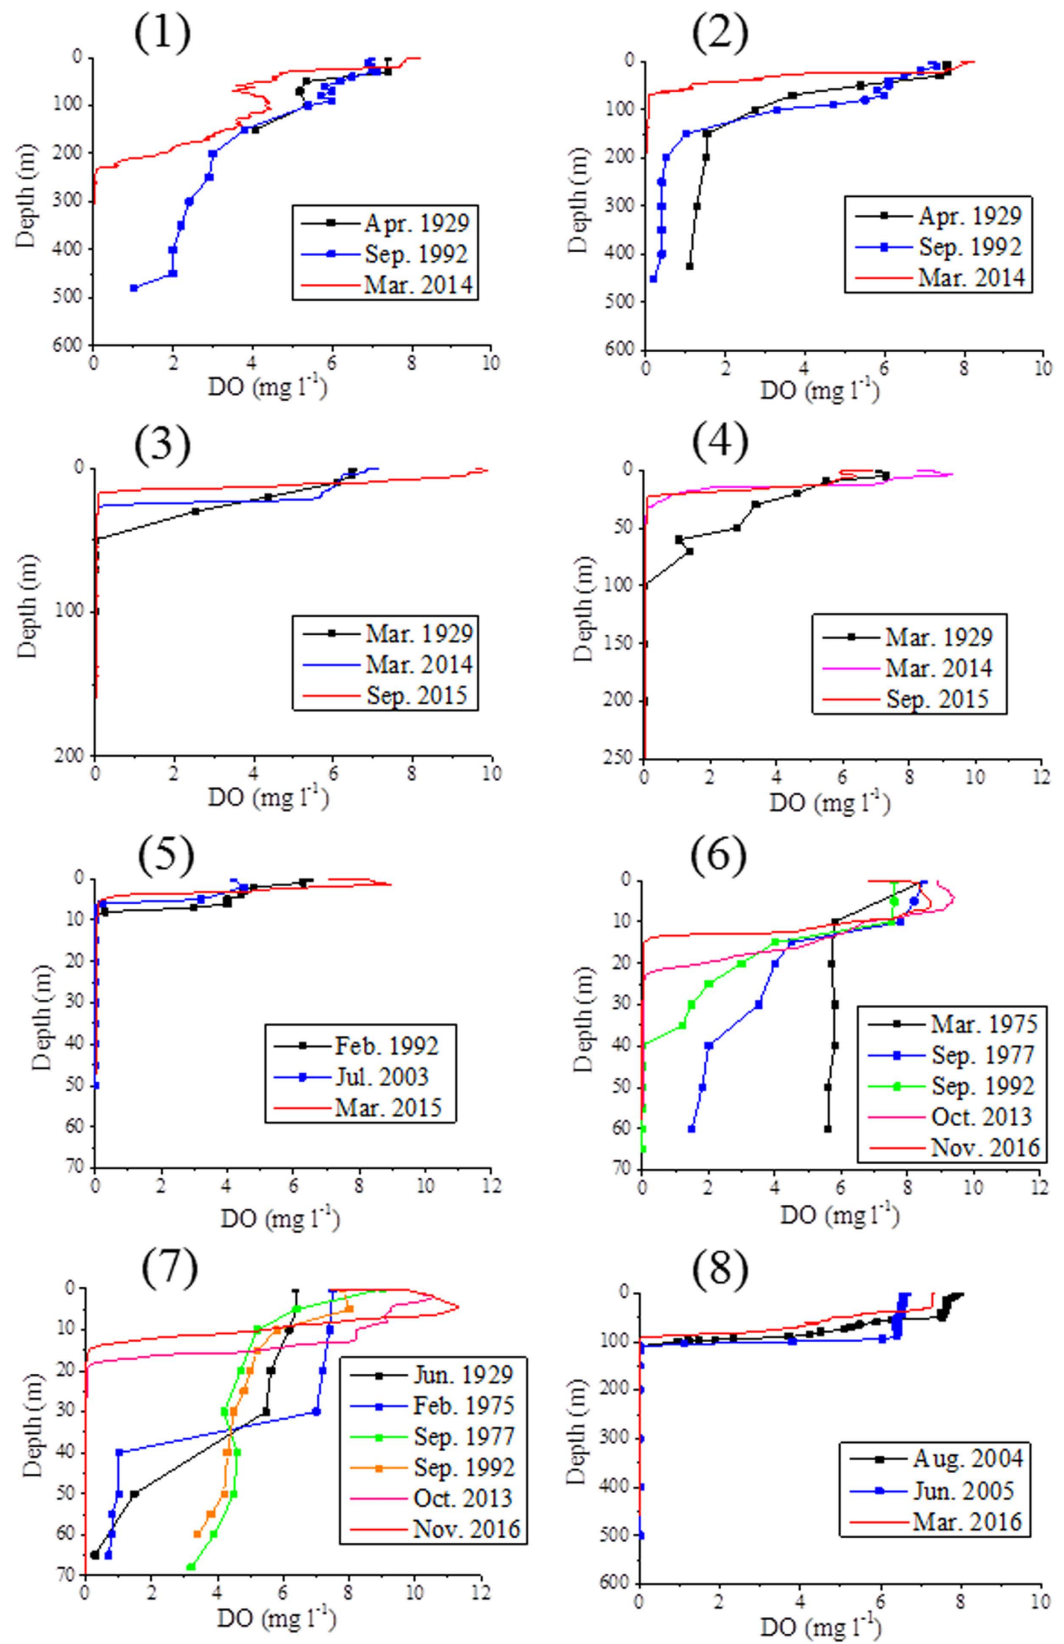 (1)
0
100
200
300
400
500
600
Depth (m)
0 2 4 6 8 10
DO (mg l⁻¹)
Apr. 1929
Sep. 1992
Mar. 2014
(2)
0
100
200
300
400
500
600
Depth (m)
0 2 4 6 8 10
DO (mg l⁻¹)
Apr. 1929
Sep. 1992
Mar. 2014
(3)
0
100
200
Depth (m)
0 2 4 6 8 10
DO (mg l⁻¹)
Mar. 1929
Mar. 2014
Sep. 2015
(4)
0
50
100
150
200
250
Depth (m)
0 2 4 6 8 10 12
DO (mg l⁻¹)
Mar. 1929
Mar. 2014
Sep. 2015
(5)
0
10
20
30
40
50
60
70
Depth (m)
0 2 4 6 8 10 12
DO (mg l⁻¹)
Feb. 1992
Jul. 2003
Mar. 2015
(6)
0
10
20
30
40
50
60
70
Depth (m)
0 2 4 6 8 10 12
DO (mg l⁻¹)
Mar. 1975
Sep. 1977
Sep. 1992
Oct. 2013
Nov. 2016
(7)
0
10
20
30
40
50
60
70
Depth (m)
0 2 4 6 8 10 12
DO (mg l⁻¹)
Jun. 1929
Feb. 1975
Sep. 1977
Sep. 1992
Oct. 2013
Nov. 2016
(8)
0
100
200
300
400
500
600
Depth (m)
0 2 4 6 8 10
DO (mg l⁻¹)
Aug. 2004
Jun. 2005
Mar. 2016